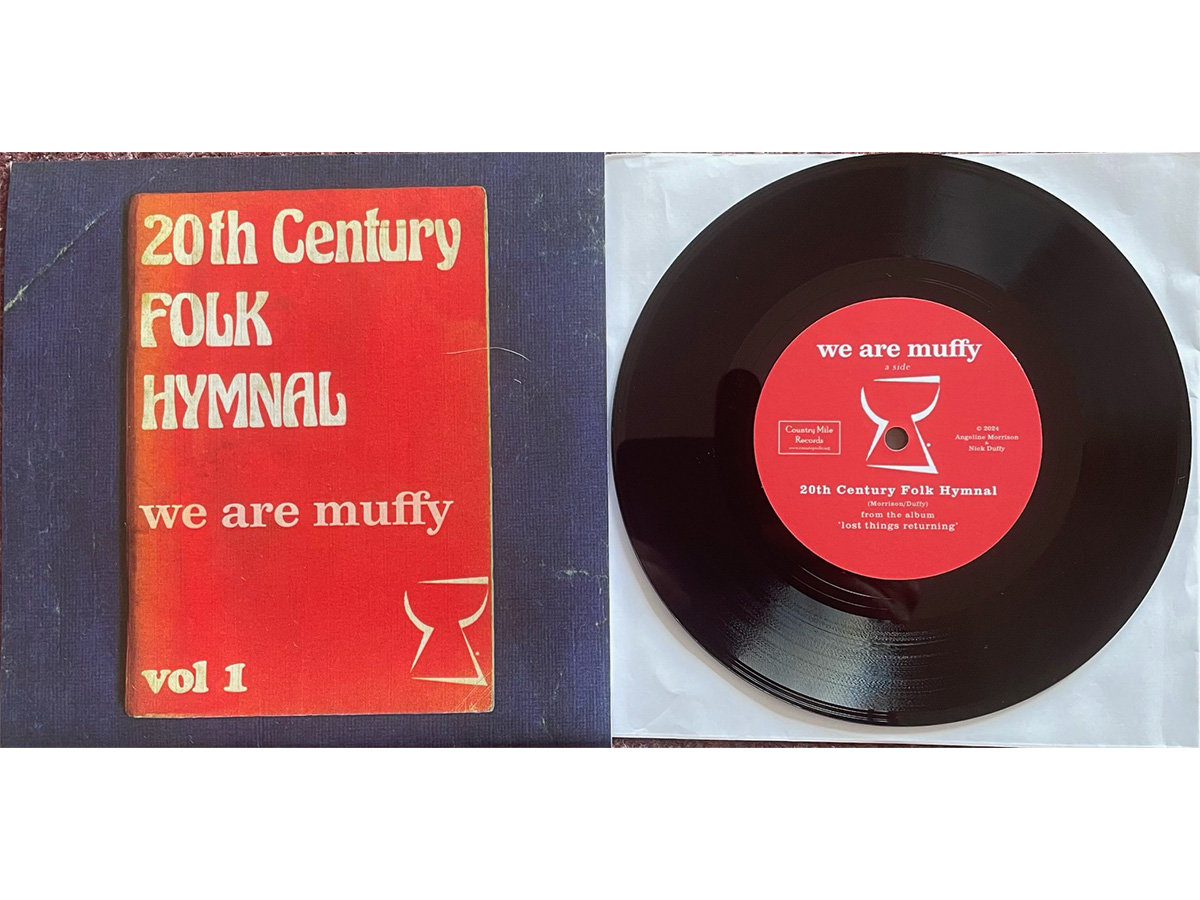 20th Century
FOLK
HYMNAL
we are muffy
vol 1
we are muffy
a side
Country Mile
Records
© 2024
Angeline Morrison
&
Nick Duffy
20th Century Folk Hymnal
(Morrison/Duffy)
from the album
'lost things returning'